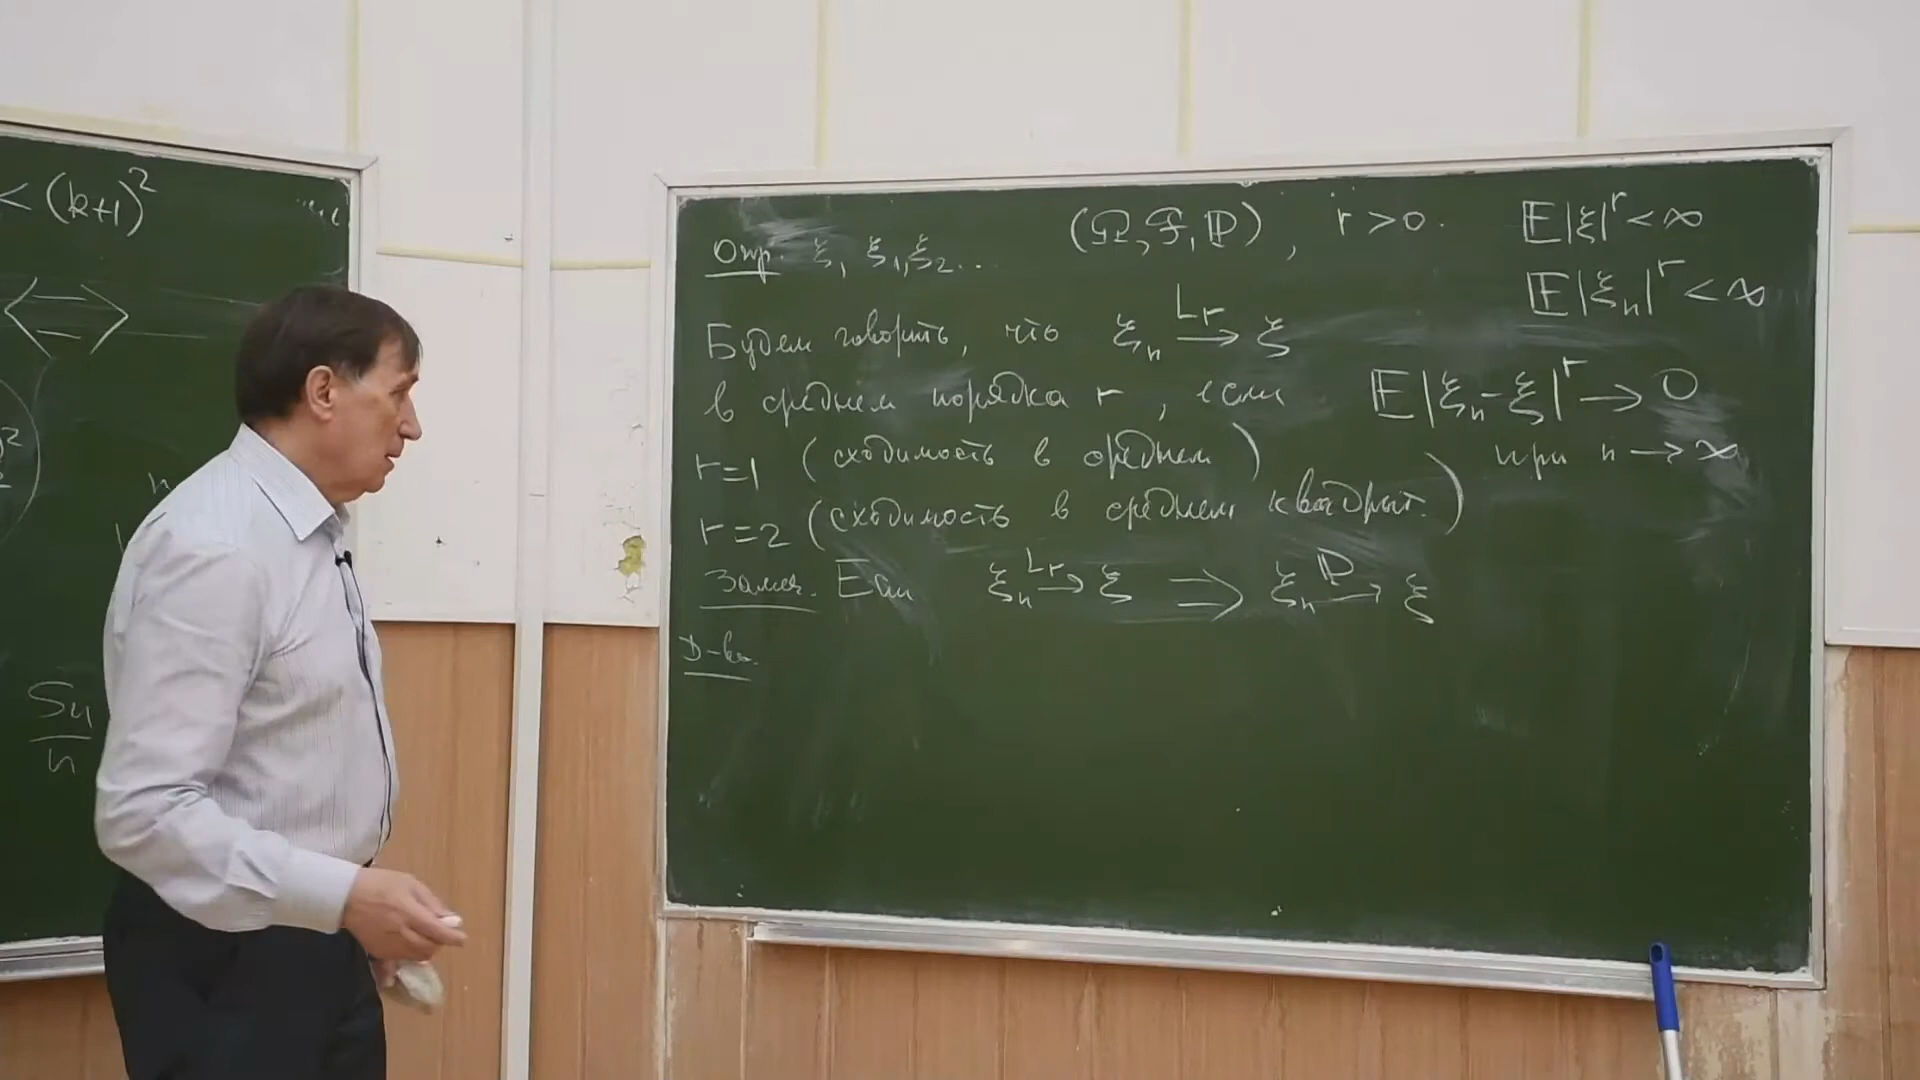 < (k+1)²
⟺
Sₙ
n
Опр. ξ, ξ₁, ξ₂... (Ω, ℱ, ℙ), r > 0. 𝔼|ξ|ʳ < ∞
𝔼|ξₙ|ʳ < ∞
Будем говорить, что ξₙ —Lr→ ξ
в среднем порядка r, если 𝔼|ξₙ - ξ|ʳ → 0
r=1 (сходимость в среднем) при n → ∞
r=2 (сходимость в среднем квадрат.)
Замеч. Если ξₙ —Lr→ ξ ⇒ ξₙ —ℙ→ ξ
Д-во.